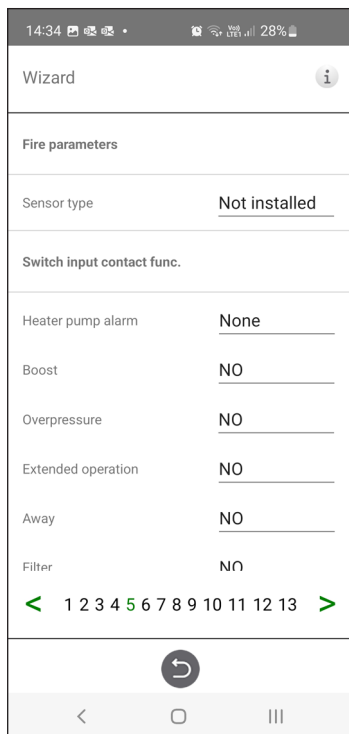 14:34 28%
Vo)) LTE1
Wizard i
Fire parameters
Sensor type Not installed
Switch input contact func.
Heater pump alarm None
Boost NO
Overpressure NO
Extended operation NO
Away NO
Filter NO
< 1 2 3 4 5 6 7 8 9 10 11 12 13 >